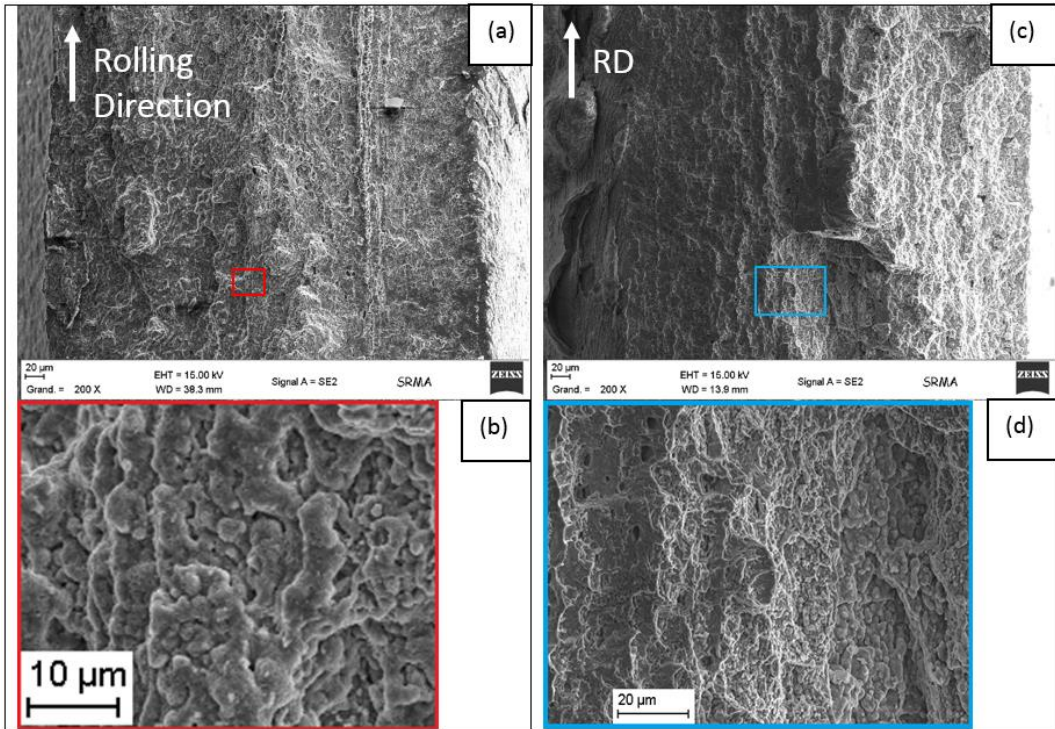 Rolling
Direction
(a)
RD
(c)
20 µm
EHT = 15.00 kV
Signal A = SE2
SRMA
ZEISS
Grand. = 200 X
WD = 38.3 mm
20 µm
EHT = 15.00 kV
Signal A = SE2
SRMA
ZEISS
Grand. = 200 X
WD = 13.9 mm
(b)
10 µm
(d)
20 µm